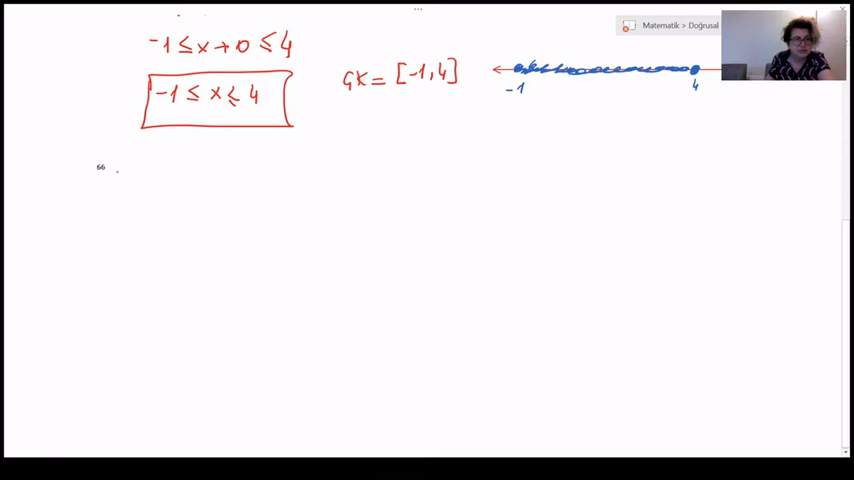 Matematik > Doğrusal
-1 ≤ x + 0 ≤ 4
-1 ≤ x ≤ 4
ÇK = [-1, 4]
-1 4
66